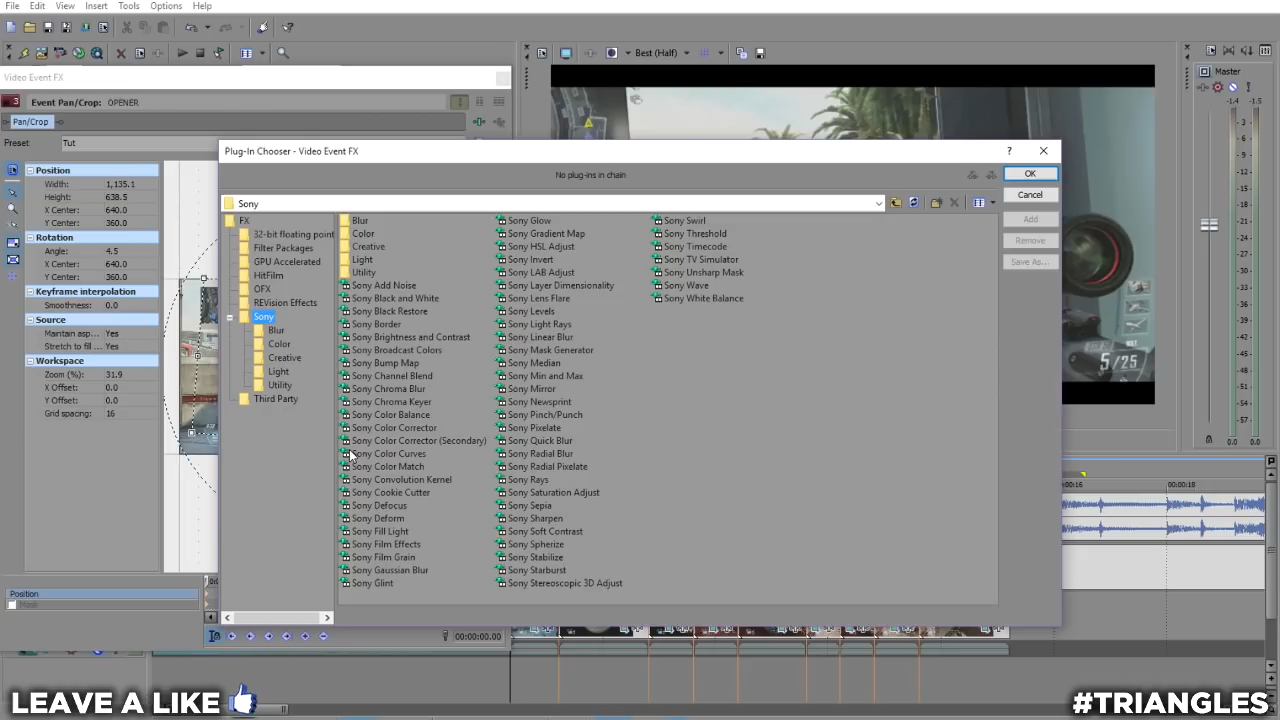 File Edit View Insert Tools Options Help
Best (Half)
Video Event FX
Master
Event Pan/Crop: OPENER
-1.4 -1.5
Pan/Crop
Preset: Tut
Plug-In Chooser - Video Event FX
No plug-ins in chain
OK
Cancel
Add
Remove
Save As...
Sony
FX
32-bit floating point
Filter Packages
GPU Accelerated
HitFilm
OFX
REVision Effects
Sony
Blur
Color
Creative
Light
Utility
Third Party
Blur
Color
Creative
Light
Utility
Sony Add Noise
Sony Black and White
Sony Black Restore
Sony Border
Sony Brightness and Contrast
Sony Broadcast Colors
Sony Bump Map
Sony Channel Blend
Sony Chroma Blur
Sony Chroma Keyer
Sony Color Balance
Sony Color Corrector
Sony Color Corrector (Secondary)
Sony Color Curves
Sony Color Match
Sony Convolution Kernel
Sony Cookie Cutter
Sony Defocus
Sony Deform
Sony Fill Light
Sony Film Effects
Sony Film Grain
Sony Gaussian Blur
Sony Glint
Sony Glow
Sony Gradient Map
Sony HSL Adjust
Sony Invert
Sony LAB Adjust
Sony Layer Dimensionality
Sony Lens Flare
Sony Levels
Sony Light Rays
Sony Linear Blur
Sony Mask Generator
Sony Median
Sony Min and Max
Sony Mirror
Sony Newsprint
Sony Pinch/Punch
Sony Pixelate
Sony Quick Blur
Sony Radial Blur
Sony Radial Pixelate
Sony Rays
Sony Saturation Adjust
Sony Sepia
Sony Sharpen
Sony Soft Contrast
Sony Spherize
Sony Stabilize
Sony Starburst
Sony Stereoscopic 3D Adjust
Sony Swirl
Sony Threshold
Sony Timecode
Sony TV Simulator
Sony Unsharp Mask
Sony Wave
Sony White Balance
Position
Width: 1,135.1
Height: 638.5
X Center: 640.0
Y Center: 360.0
Rotation
Angle: 4.5
X Center: 640.0
Y Center: 360.0
Keyframe interpolation
Smoothness: 0.0
Source
Maintain asp... Yes
Stretch to fill ... Yes
Workspace
Zoom (%): 31.9
X Offset: 0.0
Y Offset: 0.0
Grid spacing: 16
5/25
0.0 0.0
:00:16 00:00:18
Position
Mask
00:00:00.00
LEAVE A LIKE
#TRIANGLES